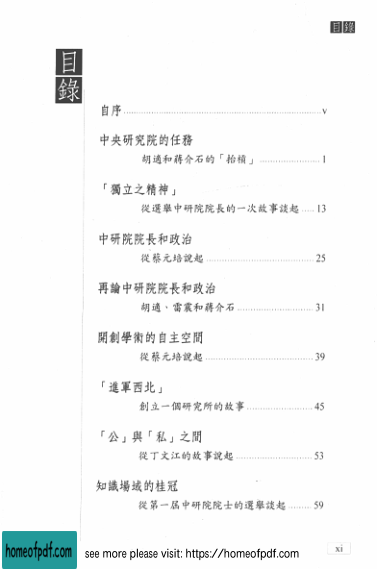 目錄
目錄
自序 ............ v
中央研究院的任務
胡適和蔣介石的「抬槓」 ............ 1
「獨立之精神」
從選舉中研院院長的一次故事談起 ..... 13
中研院院長和政治
從蔡元培說起 ............ 25
再論中研院院長和政治
胡適、雷震和蔣介石 ............ 31
開創學術的自主空間
從蔡元培說起 ............ 39
「進軍西北」
創立一個研究所的故事 ............ 45
「公」與「私」之間
從丁文江的故事說起 ............ 53
知識場域的桂冠
從第一屆中研院院士的選舉談起 ......... 59
xi
homeofpdf.com
see more please visit: https://homeofpdf.com